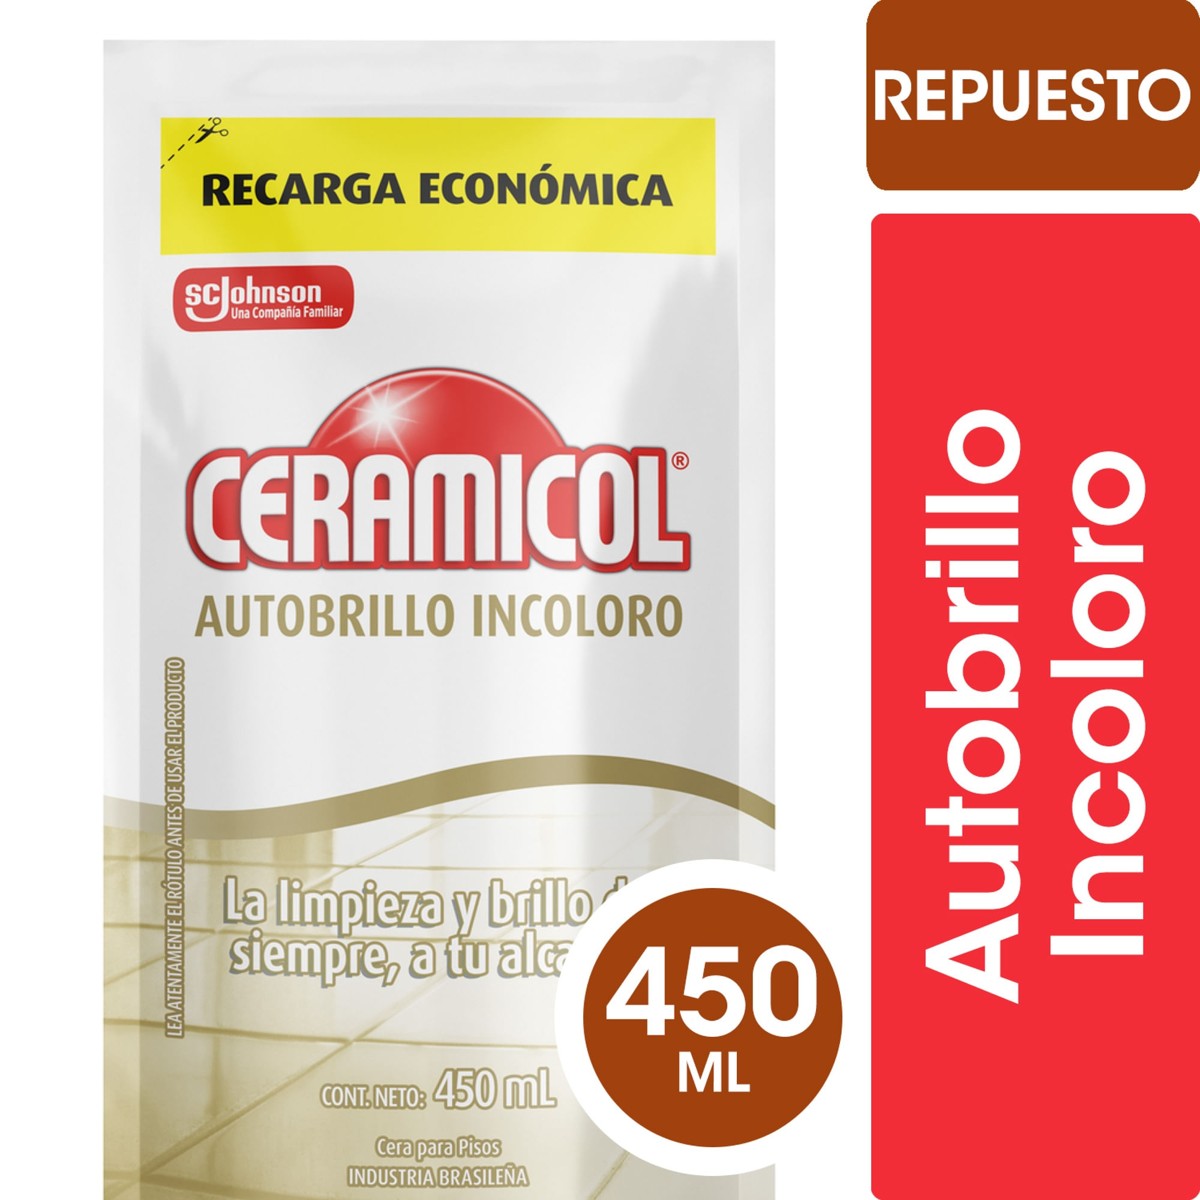 REPUESTO
RECARGA ECONÓMICA
SCJohnson
Una Compañía Familiar
CERAMICOL®
AUTOBRILLO INCOLORO
LEA ATENTAMENTE EL RÓTULO ANTES DE USAR EL PRODUCTO
La limpieza y brillo
siempre, a tu
CONT. NETO: 450 mL
Cera para Pisos
INDUSTRIA BRASILEÑA
450
ML
Autobrillo
Incoloro